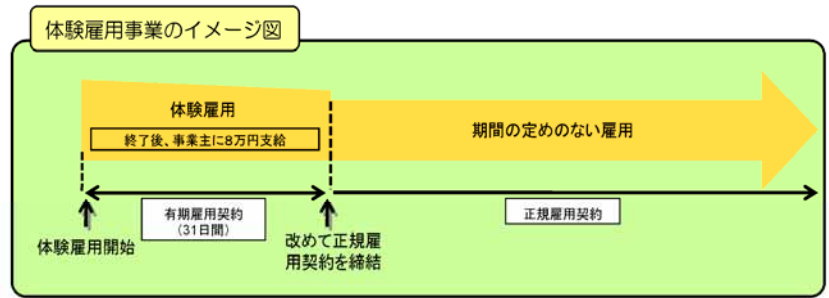 体験雇用事業のイメージ図
体験雇用
終了後、事業主に8万円支給
期間の定めのない雇用
有期雇用契約
（31日間）
正規雇用契約
体験雇用開始
改めて正規雇
用契約を締結